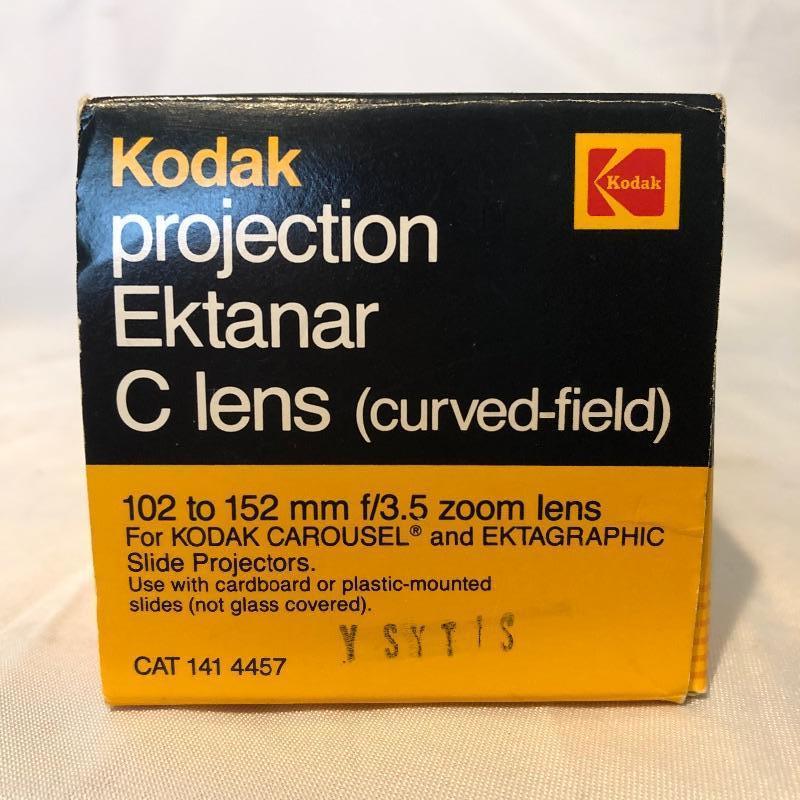 Kodak
Kodak
projection
Ektanar
C lens (curved-field)
102 to 152 mm f/3.5 zoom lens
For KODAK CAROUSEL® and EKTAGRAPHIC
Slide Projectors.
Use with cardboard or plastic-mounted
slides (not glass covered).
CAT 141 4457